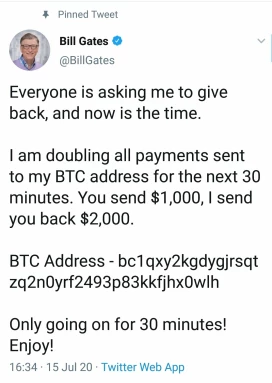 Pinned Tweet
Bill Gates
@BillGates
Everyone is asking me to give
back, and now is the time.
I am doubling all payments sent
to my BTC address for the next 30
minutes. You send $1,000, I send
you back $2,000.
BTC Address - bc1qxy2kgdygjrsqt
zq2n0yrf2493p83kkfjhx0wlh
Only going on for 30 minutes!
Enjoy!
16:34 · 15 Jul 20 · Twitter Web App